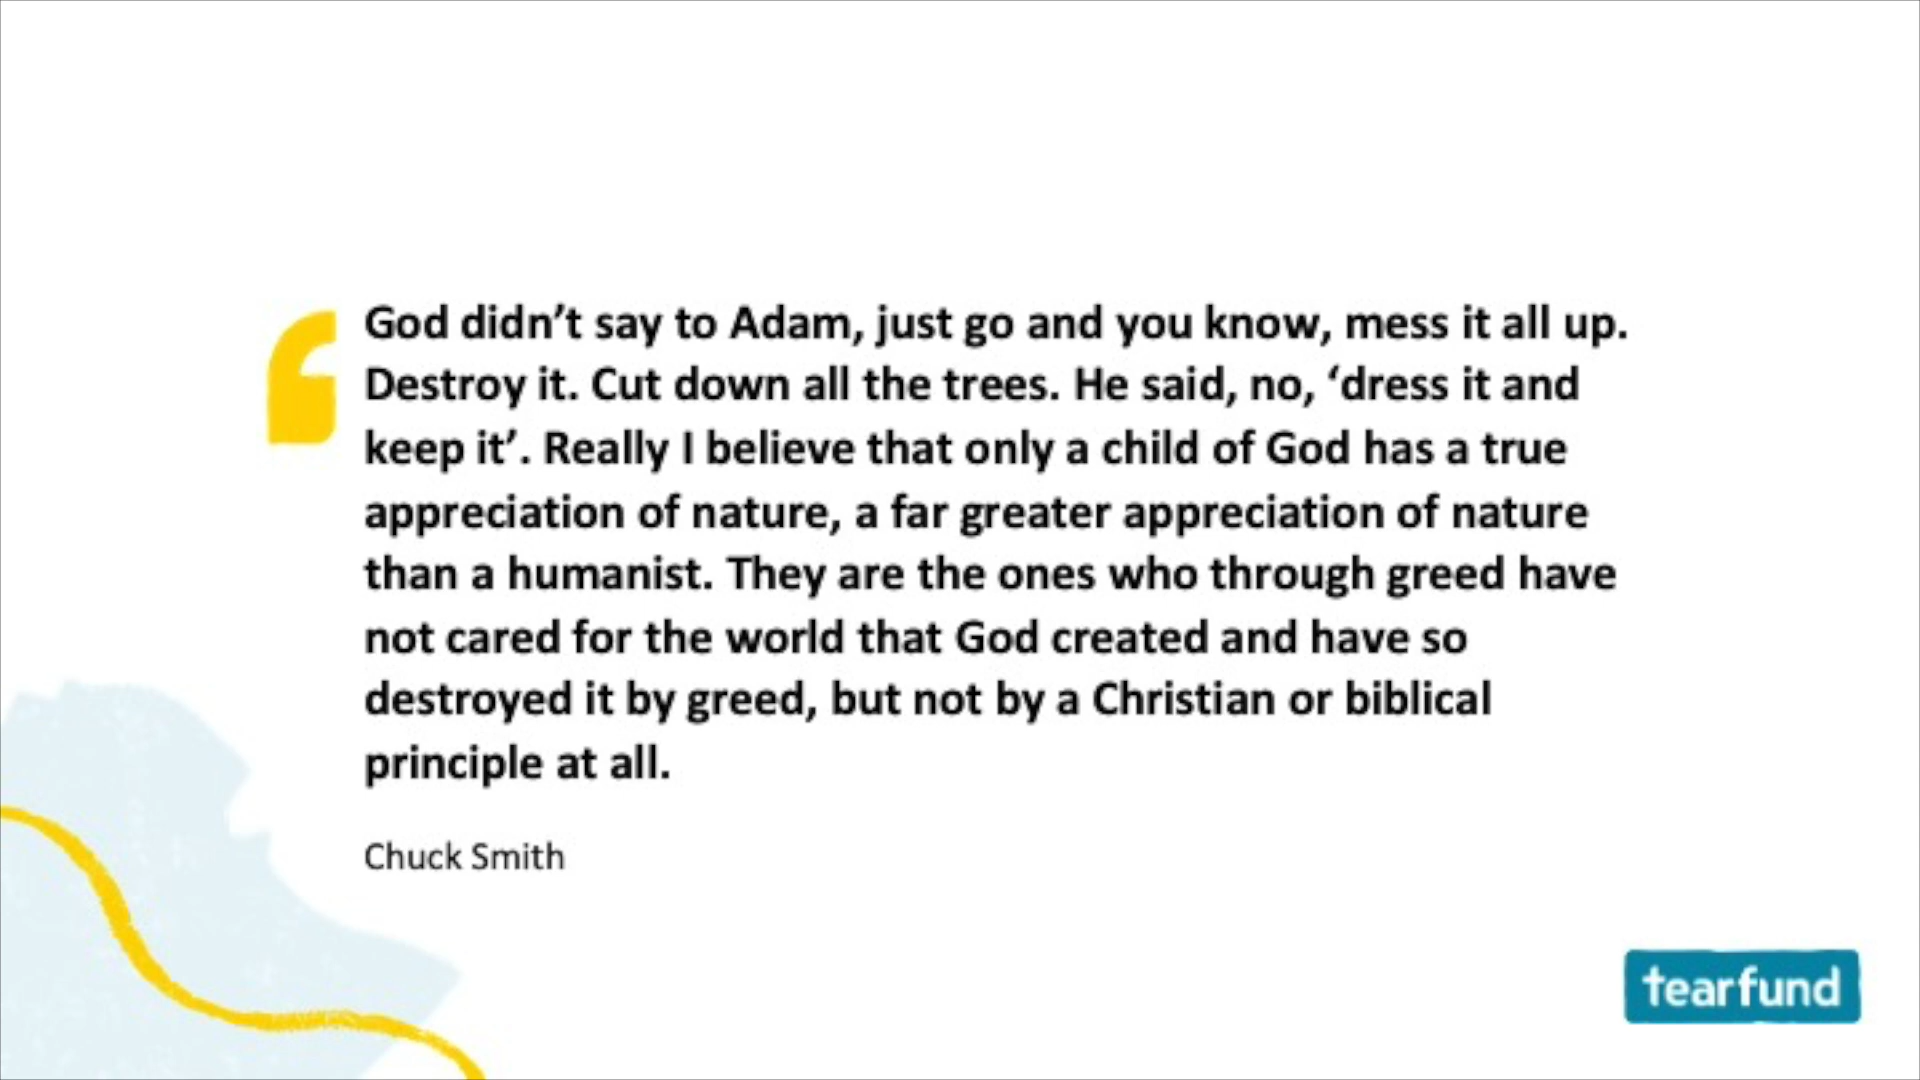 God didn’t say to Adam, just go and you know, mess it all up.
Destroy it. Cut down all the trees. He said, no, ‘dress it and
keep it’. Really I believe that only a child of God has a true
appreciation of nature, a far greater appreciation of nature
than a humanist. They are the ones who through greed have
not cared for the world that God created and have so
destroyed it by greed, but not by a Christian or biblical
principle at all.
Chuck Smith
tearfund